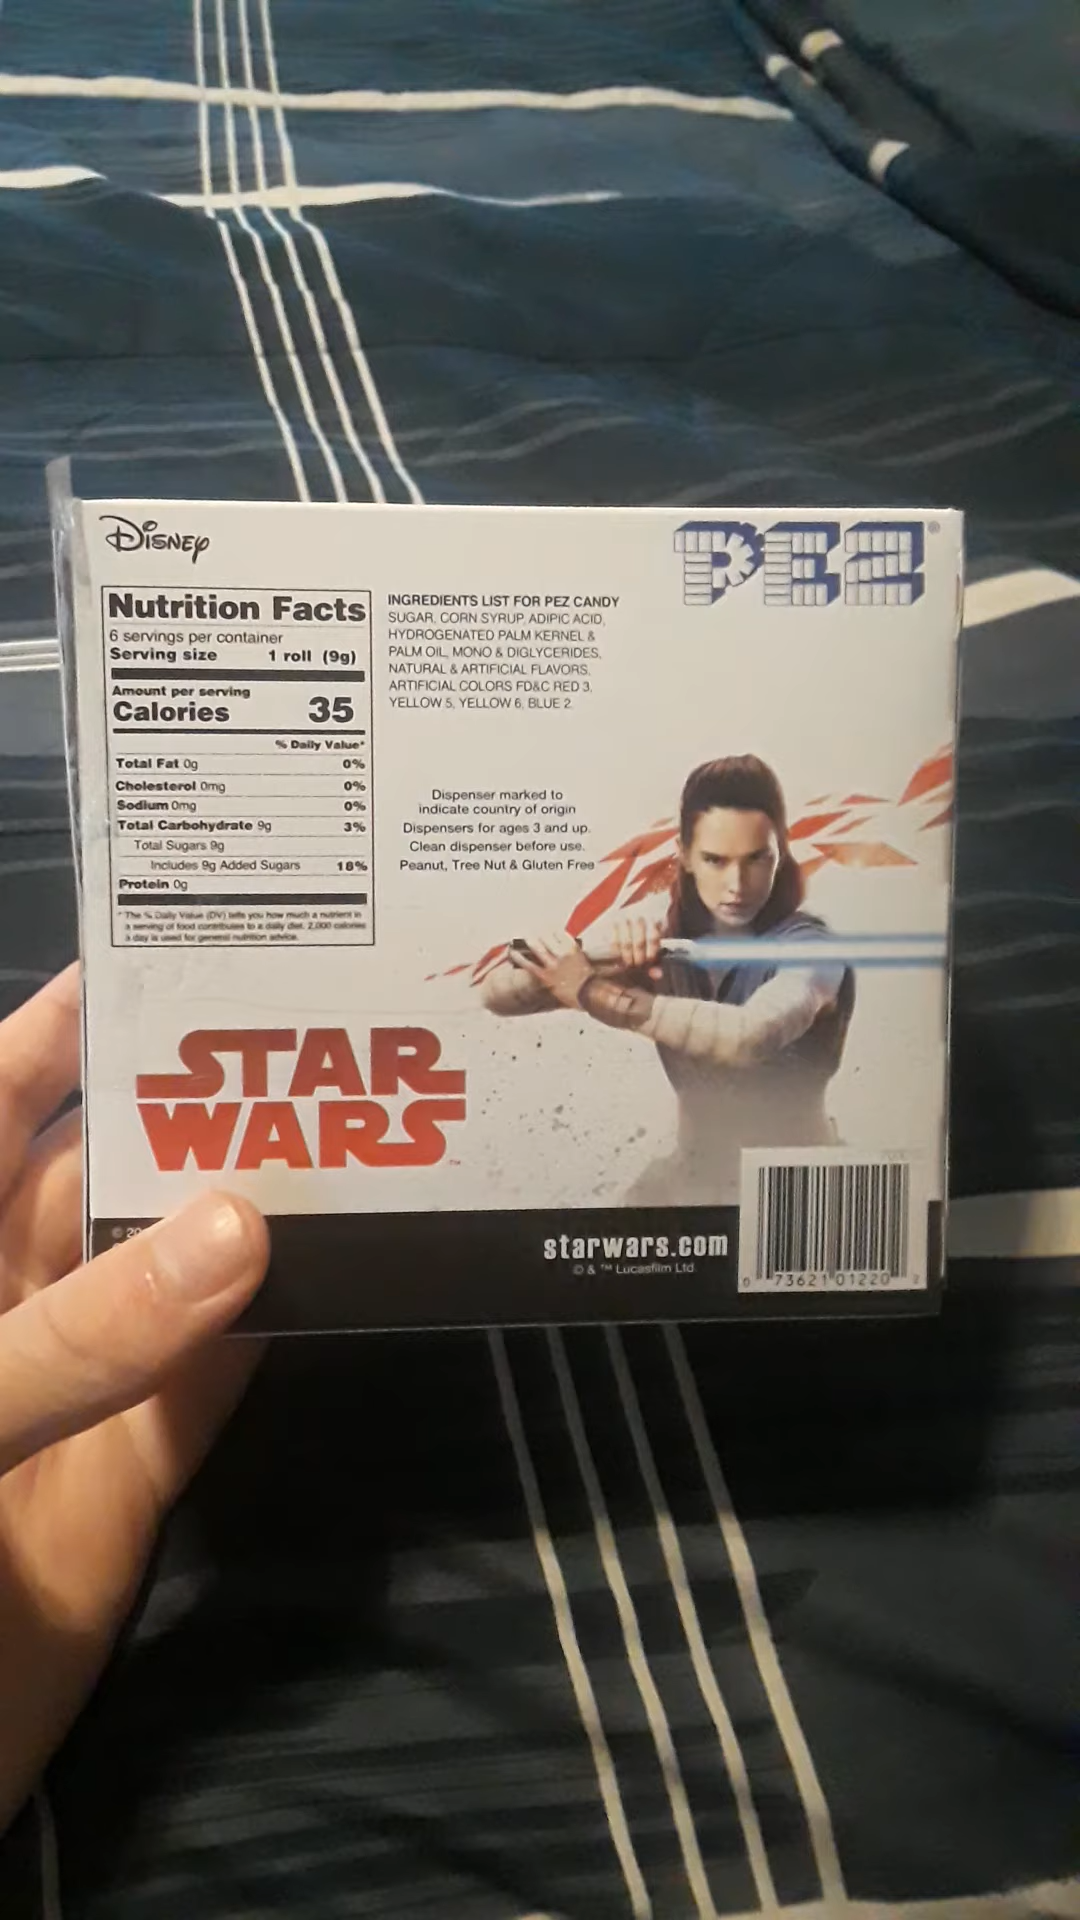 Disney
PEZ®
Nutrition Facts
6 servings per container
Serving size 1 roll (9g)
Amount per serving
Calories 35
% Daily Value*
Total Fat 0g 0%
Cholesterol 0mg 0%
Sodium 0mg 0%
Total Carbohydrate 9g 3%
Total Sugars 9g
Includes 9g Added Sugars 18%
Protein 0g
* The % Daily Value (DV) tells you how much a nutrient in
a serving of food contributes to a daily diet. 2,000 calories
a day is used for general nutrition advice.
INGREDIENTS LIST FOR PEZ CANDY
SUGAR, CORN SYRUP, ADIPIC ACID,
HYDROGENATED PALM KERNEL &
PALM OIL, MONO & DIGLYCERIDES,
NATURAL & ARTIFICIAL FLAVORS,
ARTIFICIAL COLORS FD&C RED 3,
YELLOW 5, YELLOW 6, BLUE 2.
Dispenser marked to
indicate country of origin
Dispensers for ages 3 and up.
Clean dispenser before use.
Peanut, Tree Nut & Gluten Free
STAR
WARS™
starwars.com
© & ™ Lucasfilm Ltd.
0 73621 01220 2